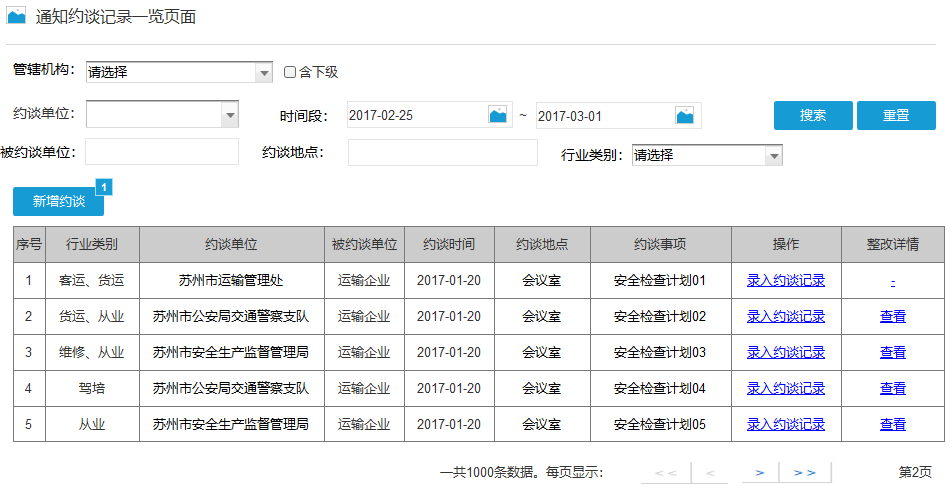 通知约谈记录一览页面
管辖机构: 请选择 含下级
约谈单位: 时间段: 2017-02-25 ~ 2017-03-01 搜索 重置
被约谈单位: 约谈地点: 行业类别: 请选择
新增约谈 1
序号 行业类别 约谈单位 被约谈单位 约谈时间 约谈地点 约谈事项 操作 整改详情
1 客运、货运 苏州市运输管理处 运输企业 2017-01-20 会议室 安全检查计划01 录入约谈记录 -
2 货运、从业 苏州市公安局交通警察支队 运输企业 2017-01-20 会议室 安全检查计划02 录入约谈记录 查看
3 维修、从业 苏州市安全生产监督管理局 运输企业 2017-01-20 会议室 安全检查计划03 录入约谈记录 查看
4 驾培 苏州市公安局交通警察支队 运输企业 2017-01-20 会议室 安全检查计划04 录入约谈记录 查看
5 从业 苏州市安全生产监督管理局 运输企业 2017-01-20 会议室 安全检查计划05 录入约谈记录 查看
一共1000条数据。每页显示: << < > >> 第2页